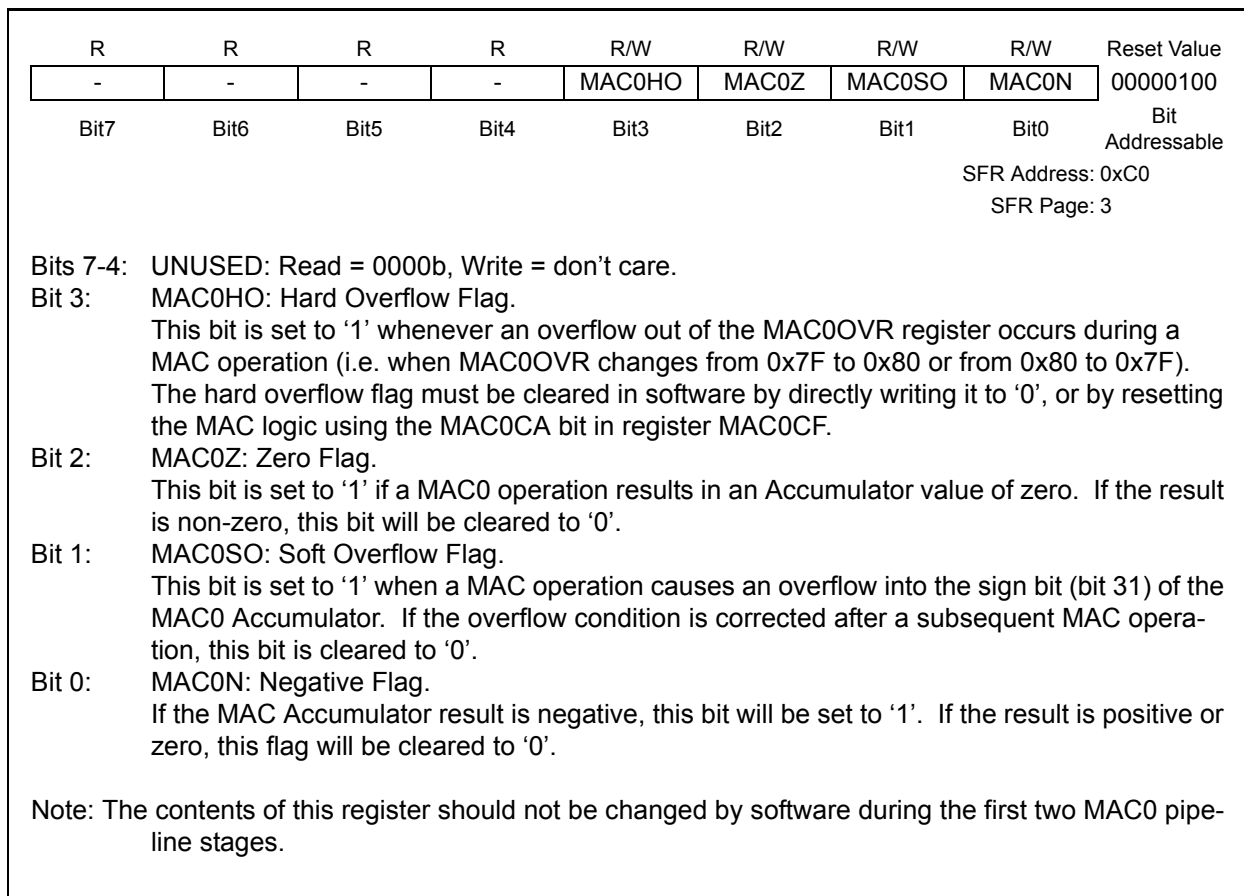 R R R R R/W R/W R/W R/W Reset Value
- - - - MAC0HO MAC0Z MAC0SO MAC0N 00000100
Bit7 Bit6 Bit5 Bit4 Bit3 Bit2 Bit1 Bit0 Bit
Addressable
SFR Address: 0xC0
SFR Page: 3
Bits 7-4: UNUSED: Read = 0000b, Write = don’t care.
Bit 3: MAC0HO: Hard Overflow Flag.
This bit is set to ‘1’ whenever an overflow out of the MAC0OVR register occurs during a
MAC operation (i.e. when MAC0OVR changes from 0x7F to 0x80 or from 0x80 to 0x7F).
The hard overflow flag must be cleared in software by directly writing it to ‘0’, or by resetting
the MAC logic using the MAC0CA bit in register MAC0CF.
Bit 2: MAC0Z: Zero Flag.
This bit is set to ‘1’ if a MAC0 operation results in an Accumulator value of zero. If the result
is non-zero, this bit will be cleared to ‘0’.
Bit 1: MAC0SO: Soft Overflow Flag.
This bit is set to ‘1’ when a MAC operation causes an overflow into the sign bit (bit 31) of the
MAC0 Accumulator. If the overflow condition is corrected after a subsequent MAC opera-
tion, this bit is cleared to ‘0’.
Bit 0: MAC0N: Negative Flag.
If the MAC Accumulator result is negative, this bit will be set to ‘1’. If the result is positive or
zero, this flag will be cleared to ‘0’.
Note: The contents of this register should not be changed by software during the first two MAC0 pipe-
line stages.